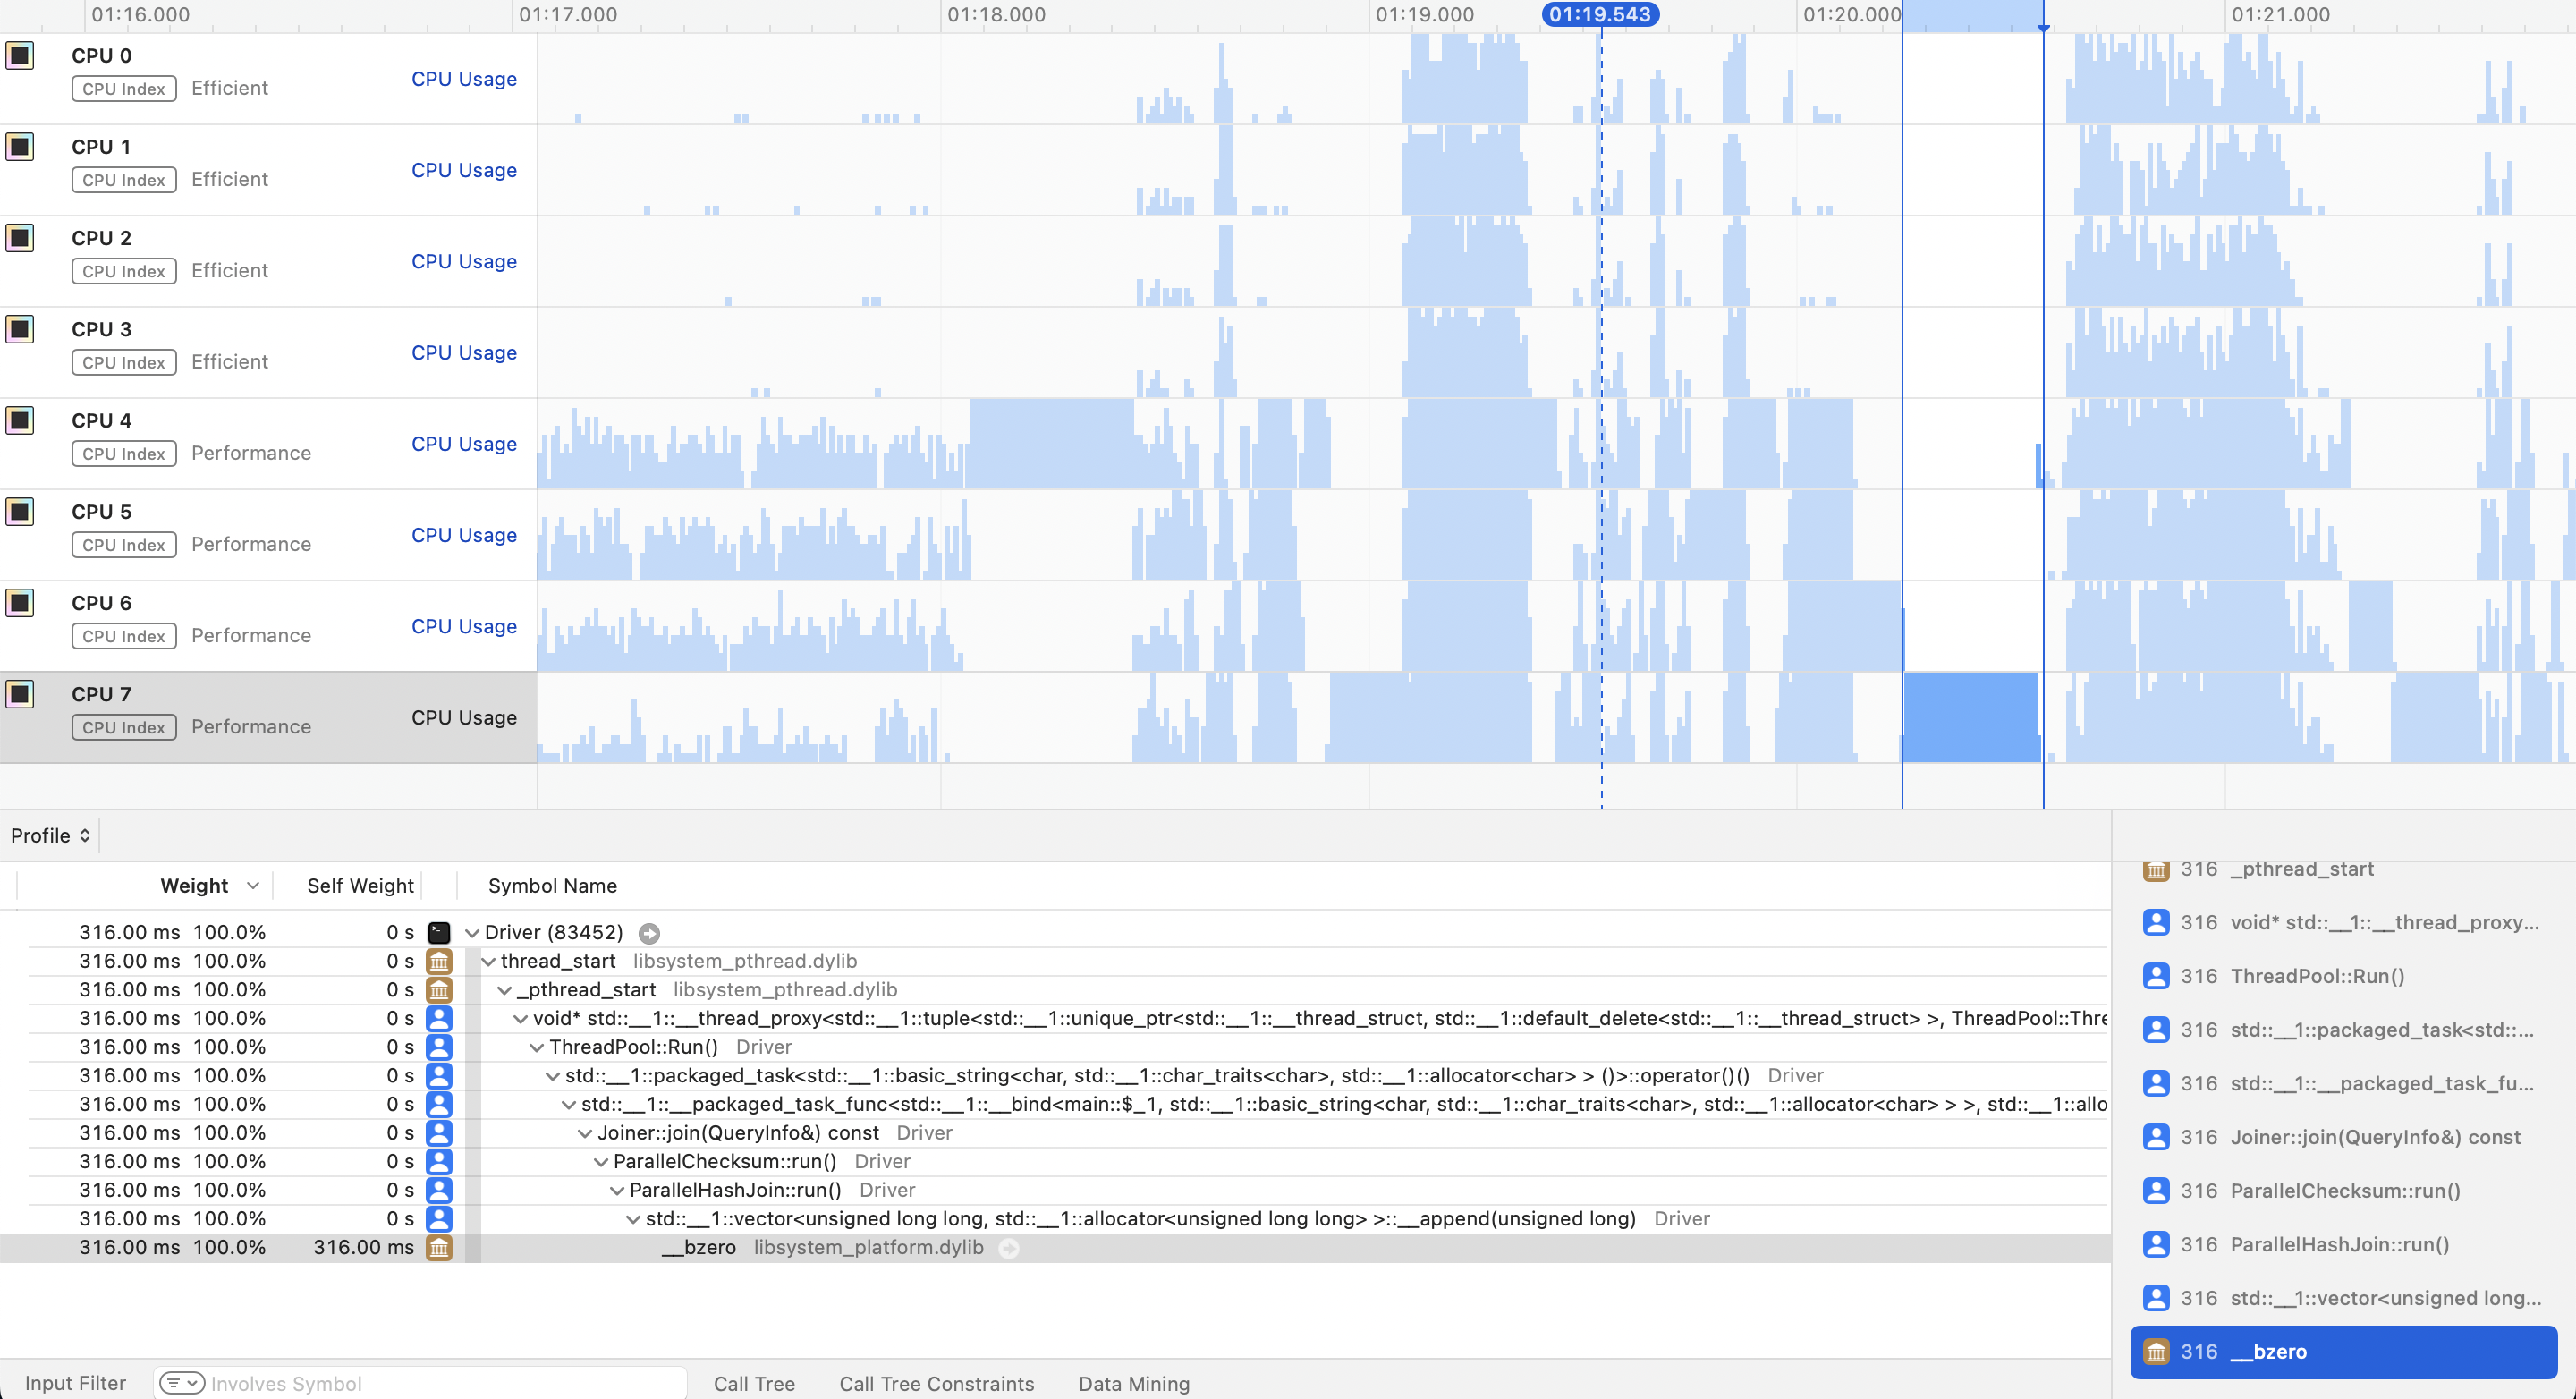 01:16.000 01:17.000 01:18.000 01:19.000 01:19.543 01:20.000 01:21.000
CPU 0
CPU Index Efficient CPU Usage
CPU 1
CPU Index Efficient CPU Usage
CPU 2
CPU Index Efficient CPU Usage
CPU 3
CPU Index Efficient CPU Usage
CPU 4
CPU Index Performance CPU Usage
CPU 5
CPU Index Performance CPU Usage
CPU 6
CPU Index Performance CPU Usage
CPU 7
CPU Index Performance CPU Usage
Profile
Weight Self Weight Symbol Name
316.00 ms 100.0% 0 s Driver (83452)
316.00 ms 100.0% 0 s thread_start libsystem_pthread.dylib
316.00 ms 100.0% 0 s _pthread_start libsystem_pthread.dylib
316.00 ms 100.0% 0 s void* std::__1::__thread_proxy<std::__1::tuple<std::__1::unique_ptr<std::__1::__thread_struct, std::__1::default_delete<std::__1::__thread_struct> >, ThreadPool::Thre
316.00 ms 100.0% 0 s ThreadPool::Run() Driver
316.00 ms 100.0% 0 s std::__1::packaged_task<std::__1::basic_string<char, std::__1::char_traits<char>, std::__1::allocator<char> > ()>::operator()() Driver
316.00 ms 100.0% 0 s std::__1::__packaged_task_func<std::__1::__bind<main::$_1, std::__1::basic_string<char, std::__1::char_traits<char>, std::__1::allocator<char> > >, std::__1::allo
316.00 ms 100.0% 0 s Joiner::join(QueryInfo&) const Driver
316.00 ms 100.0% 0 s ParallelChecksum::run() Driver
316.00 ms 100.0% 0 s ParallelHashJoin::run() Driver
316.00 ms 100.0% 0 s std::__1::vector<unsigned long long, std::__1::allocator<unsigned long long> >::__append(unsigned long) Driver
316.00 ms 100.0% 316.00 ms __bzero libsystem_platform.dylib
316 _pthread_start
316 void* std::__1::__thread_proxy...
316 ThreadPool::Run()
316 std::__1::packaged_task<std::...
316 std::__1::__packaged_task_fu...
316 Joiner::join(QueryInfo&) const
316 ParallelChecksum::run()
316 ParallelHashJoin::run()
316 std::__1::vector<unsigned long...
316 __bzero
Input Filter Involves Symbol Call Tree Call Tree Constraints Data Mining